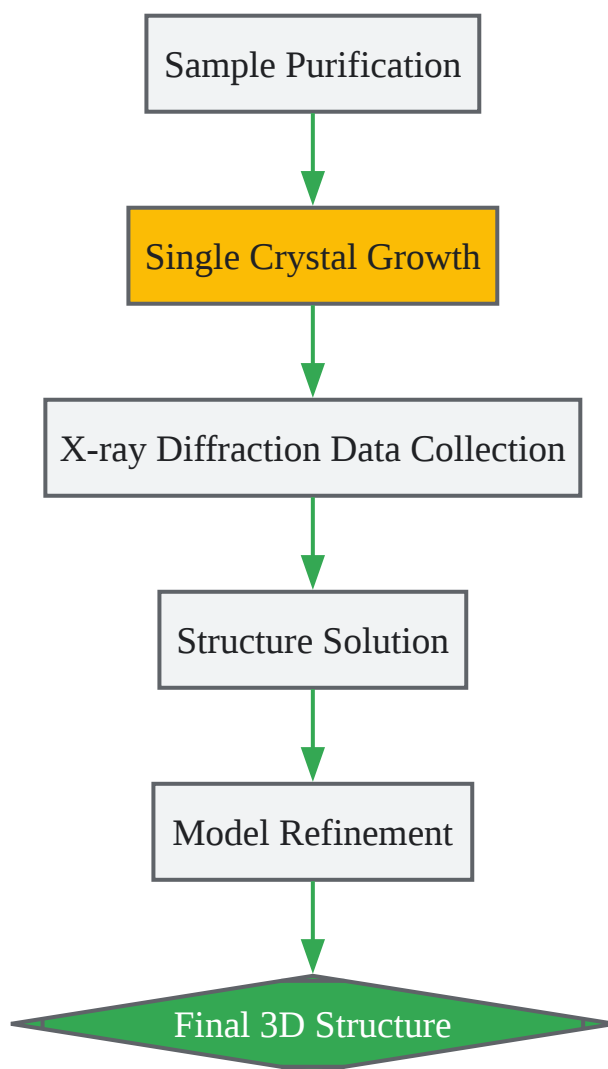 Sample Purification
Single Crystal Growth
X-ray Diffraction Data Collection
Structure Solution
Model Refinement
Final 3D Structure